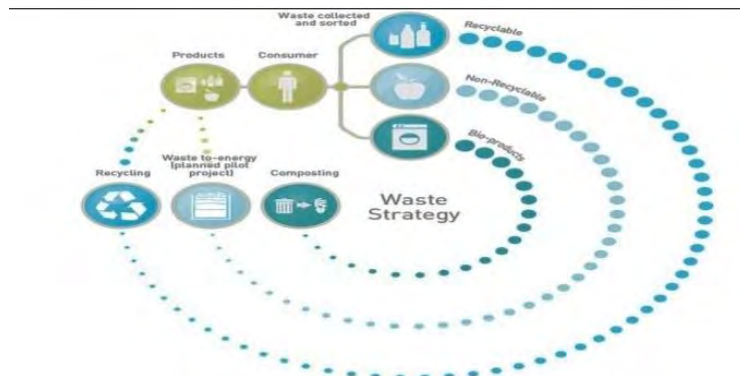 Waste collected
and sorted
Recyclable
Products
Consumer
Non-Recyclable
Bio-products
Recycling
Waste to-energy
(planned pilot
project)
Composting
Waste
Strategy